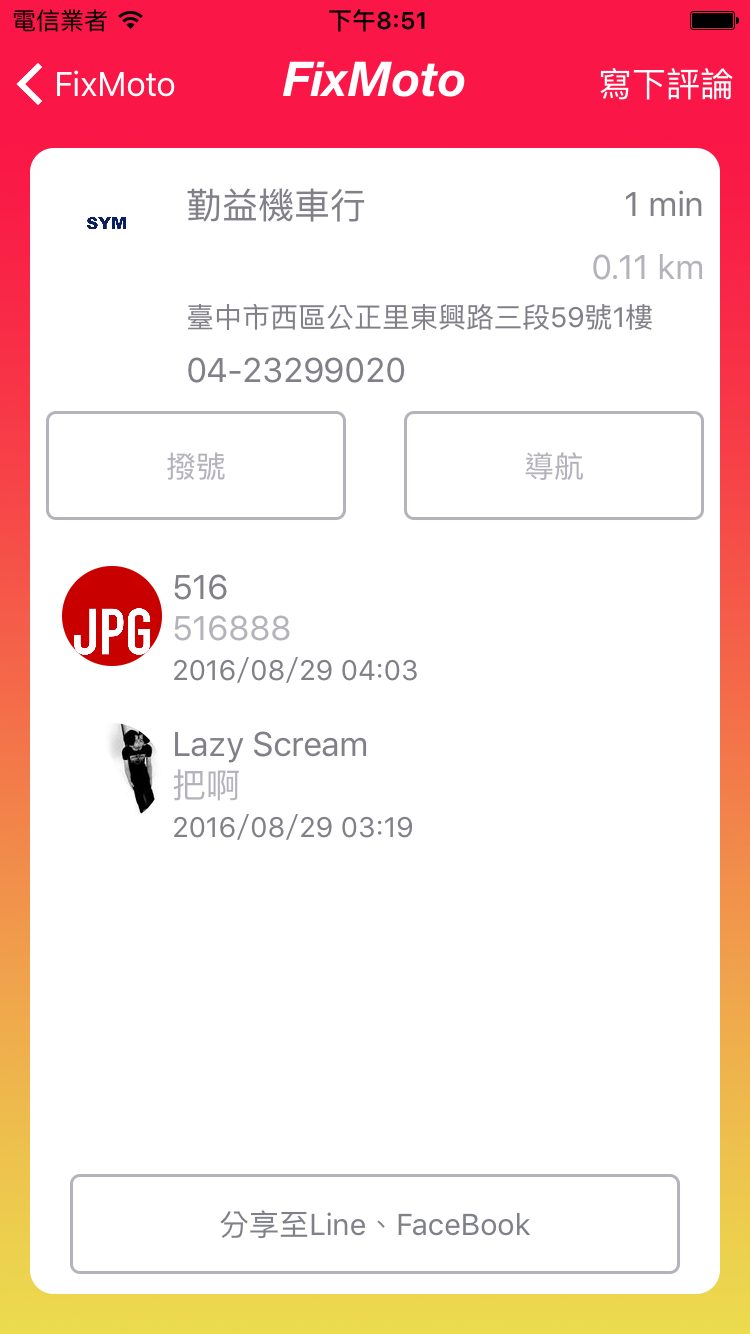 電信業者
下午8:51
FixMoto
FixMoto
寫下評論
SYM
勤益機車行
1 min
0.11 km
臺中市西區公正里東興路三段59號1樓
04-23299020
撥號
導航
JPG
516
516888
2016/08/29 04:03
Lazy Scream
把啊
2016/08/29 03:19
分享至Line、FaceBook